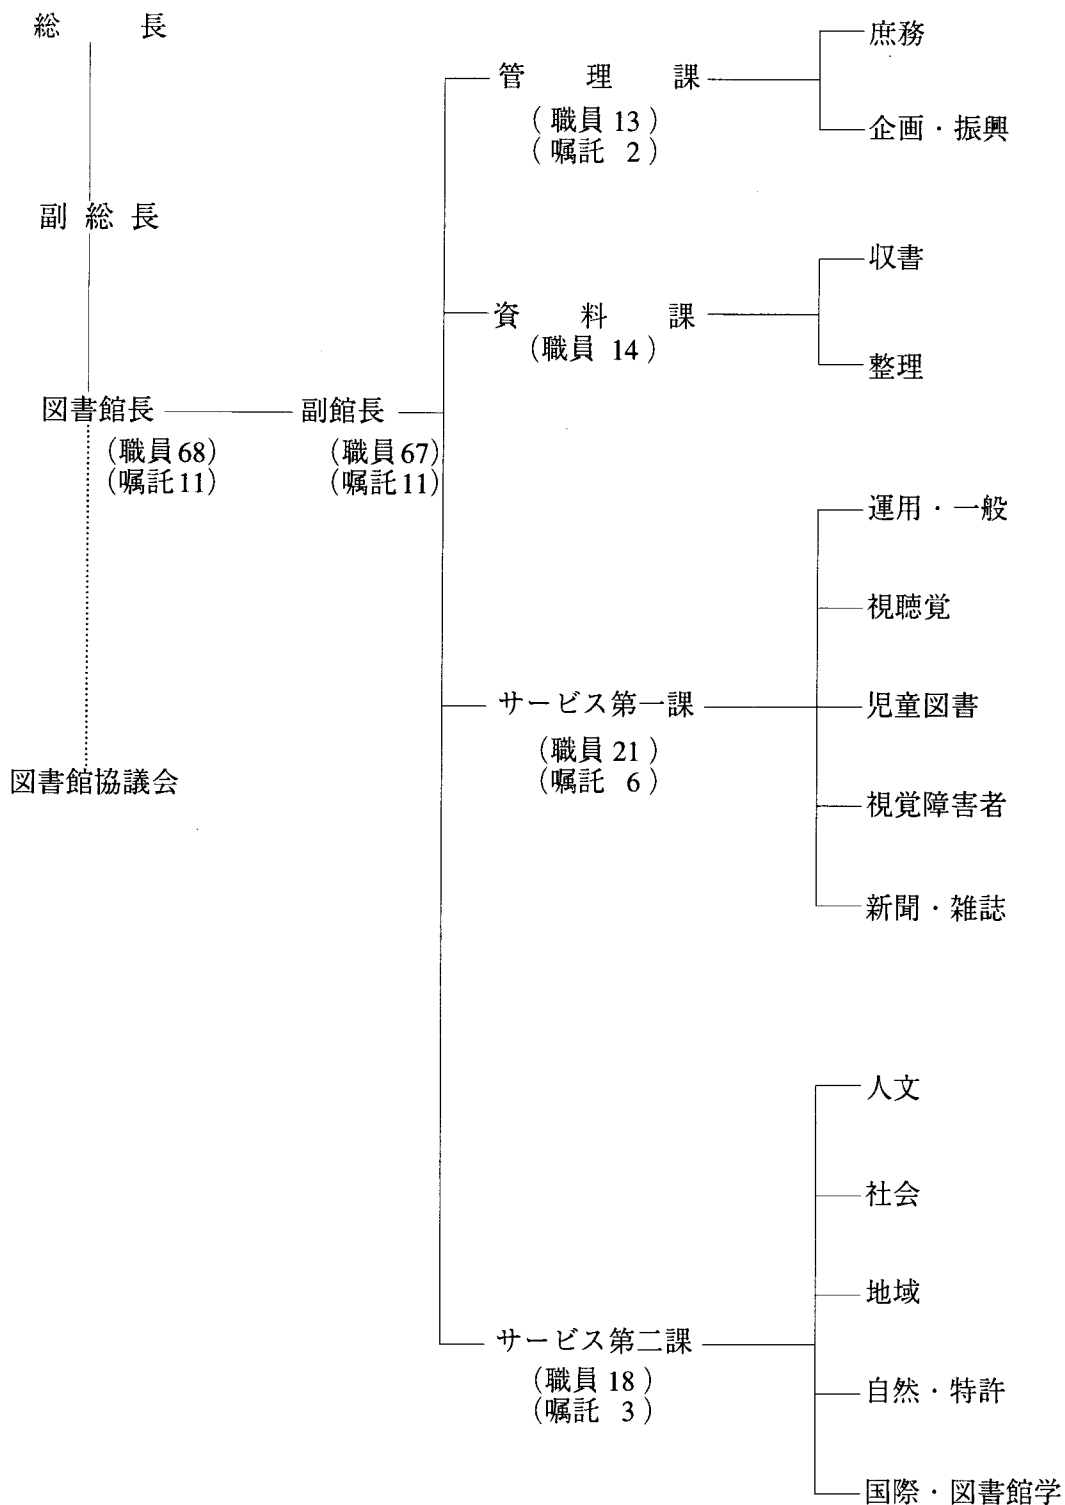 総長
副総長
図書館長
(職員68)
(嘱託11)
図書館協議会
副館長
(職員67)
(嘱託11)
管理課
(職員13)
(嘱託 2)
庶務
企画・振興
資料課
(職員 14)
収書
整理
サービス第一課
(職員 21)
(嘱託 6)
運用・一般
視聴覚
児童図書
視覚障害者
新聞・雑誌
サービス第二課
(職員 18)
(嘱託 3)
人文
社会
地域
自然・特許
国際・図書館学